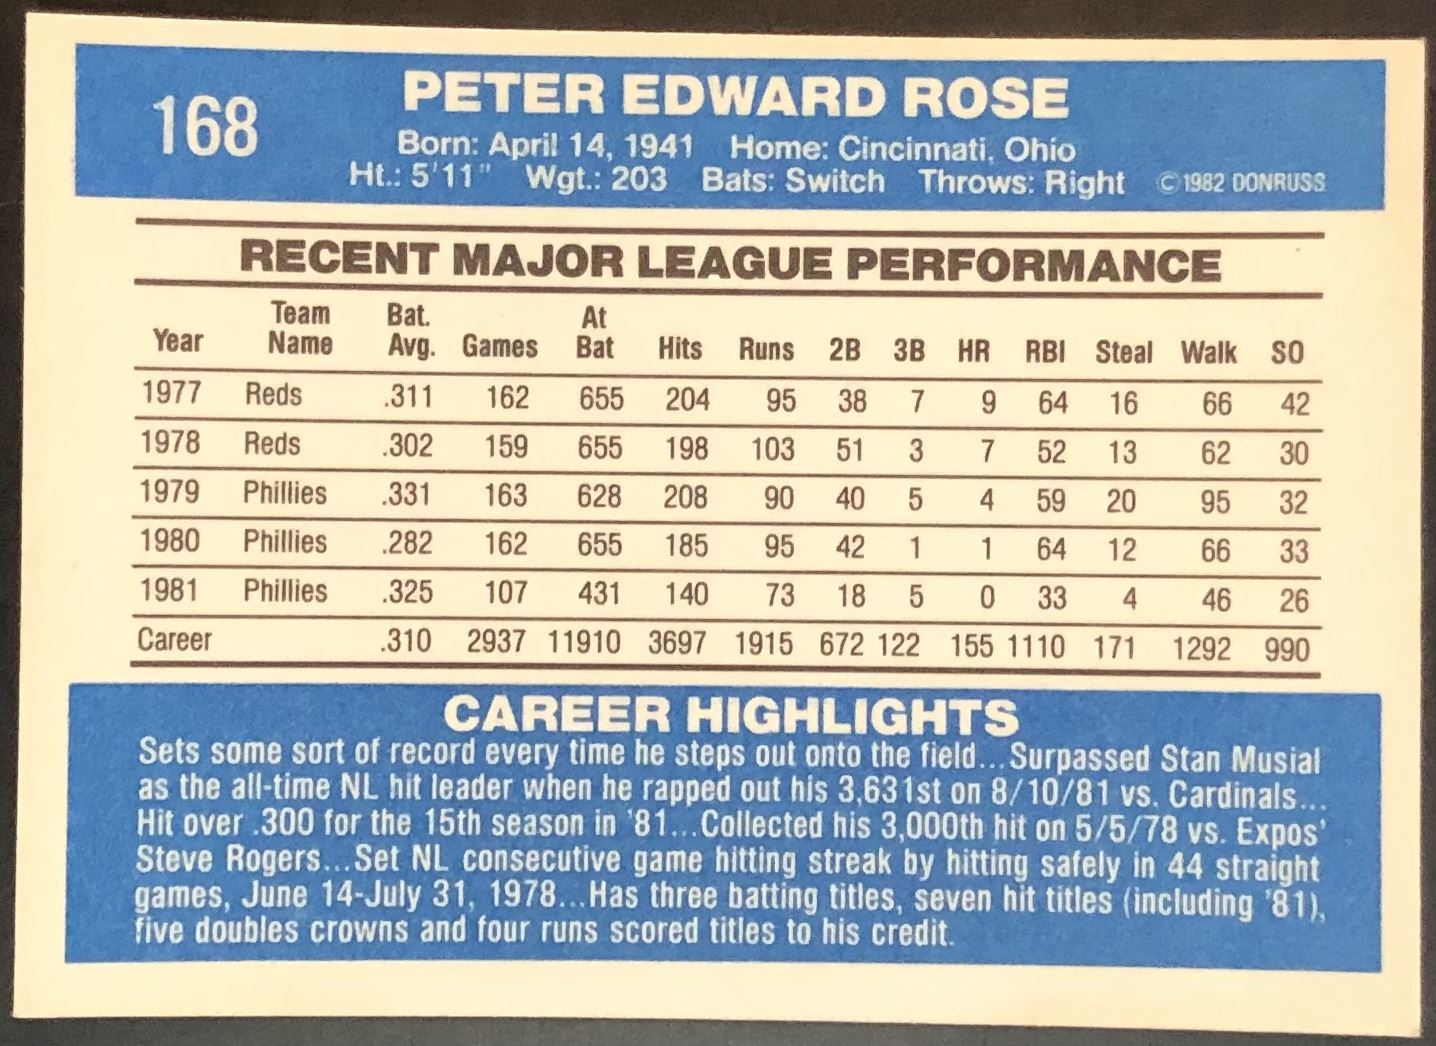 168
PETER EDWARD ROSE
Born: April 14, 1941 Home: Cincinnati, Ohio
Ht.: 5'11" Wgt.: 203 Bats: Switch Throws: Right ©1982 DONRUSS
RECENT MAJOR LEAGUE PERFORMANCE
Year Team Name Bat. Avg. Games At Bat Hits Runs 2B 3B HR RBI Steal Walk SO
1977 Reds .311 162 655 204 95 38 7 9 64 16 66 42
1978 Reds .302 159 655 198 103 51 3 7 52 13 62 30
1979 Phillies .331 163 628 208 90 40 5 4 59 20 95 32
1980 Phillies .282 162 655 185 95 42 1 1 64 12 66 33
1981 Phillies .325 107 431 140 73 18 5 0 33 4 46 26
Career .310 2937 11910 3697 1915 672 122 155 1110 171 1292 990
CAREER HIGHLIGHTS
Sets some sort of record every time he steps out onto the field...Surpassed Stan Musial
as the all-time NL hit leader when he rapped out his 3,631st on 8/10/81 vs. Cardinals...
Hit over .300 for the 15th season in '81...Collected his 3,000th hit on 5/5/78 vs. Expos'
Steve Rogers...Set NL consecutive game hitting streak by hitting safely in 44 straight
games, June 14-July 31, 1978...Has three batting titles, seven hit titles (including '81),
five doubles crowns and four runs scored titles to his credit.